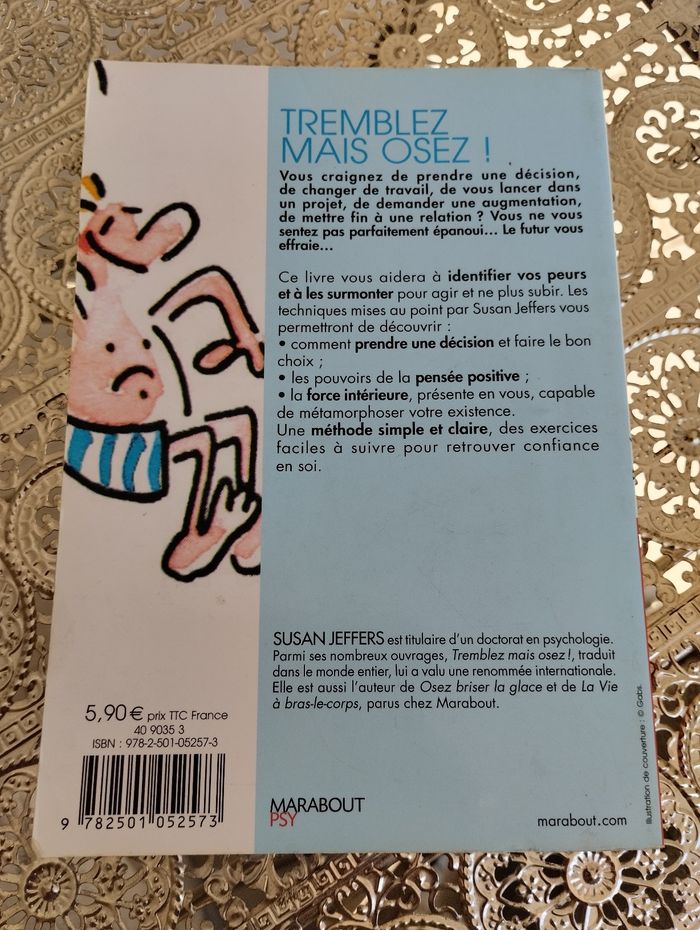 TREMBLEZ
MAIS OSEZ !
Vous craignez de prendre une décision,
de changer de travail, de vous lancer dans
un projet, de demander une augmentation,
de mettre fin à une relation ? Vous ne vous
sentez pas parfaitement épanoui... Le futur vous
effraie...
Ce livre vous aidera à identifier vos peurs
et à les surmonter pour agir et ne plus subir. Les
techniques mises au point par Susan Jeffers vous
permettront de découvrir :
• comment prendre une décision et faire le bon
choix ;
• les pouvoirs de la pensée positive ;
• la force intérieure, présente en vous, capable
de métamorphoser votre existence.
Une méthode simple et claire, des exercices
faciles à suivre pour retrouver confiance
en soi.
SUSAN JEFFERS est titulaire d'un doctorat en psychologie.
Parmi ses nombreux ouvrages, Tremblez mais osez !, traduit
dans le monde entier, lui a valu une renommée internationale.
Elle est aussi l'auteur de Osez briser la glace et de La Vie
à bras-le-corps, parus chez Marabout.
5,90 € prix TTC France
40 9035 3
ISBN : 978-2-501-05257-3
9 782501 052573
MARABOUT
PSY
marabout.com
Illustration de couverture : © Gabs